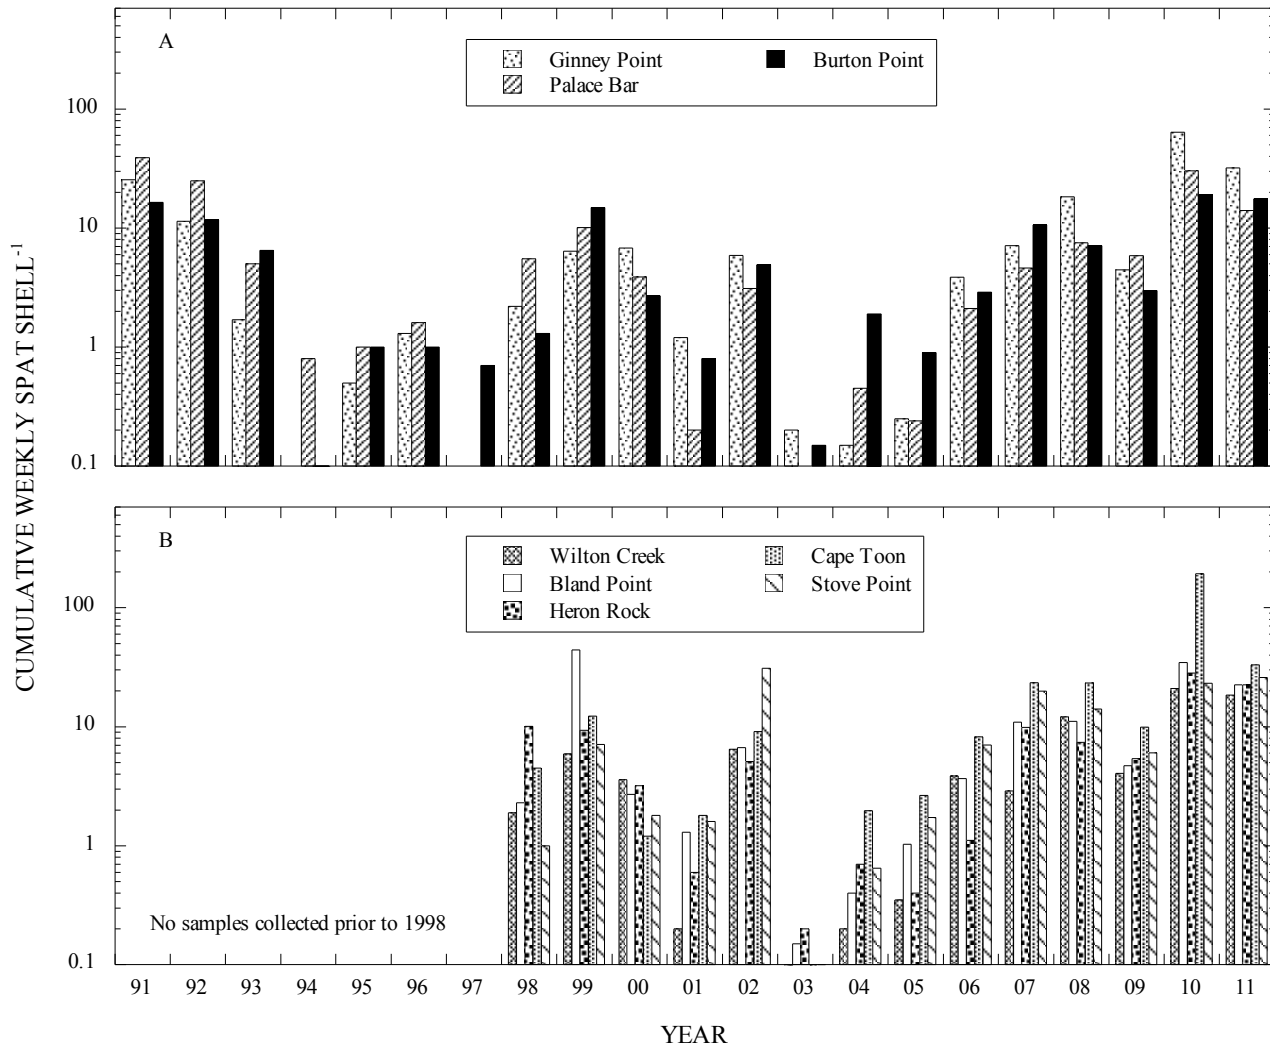 CUMULATIVE WEEKLY SPAT SHELL⁻¹
A
Ginney Point
Burton Point
Palace Bar
100
10
1
0.1
B
Wilton Creek
Cape Toon
Bland Point
Stove Point
Heron Rock
100
10
1
0.1
No samples collected prior to 1998
91 92 93 94 95 96 97 98 99 00 01 02 03 04 05 06 07 08 09 10 11
YEAR